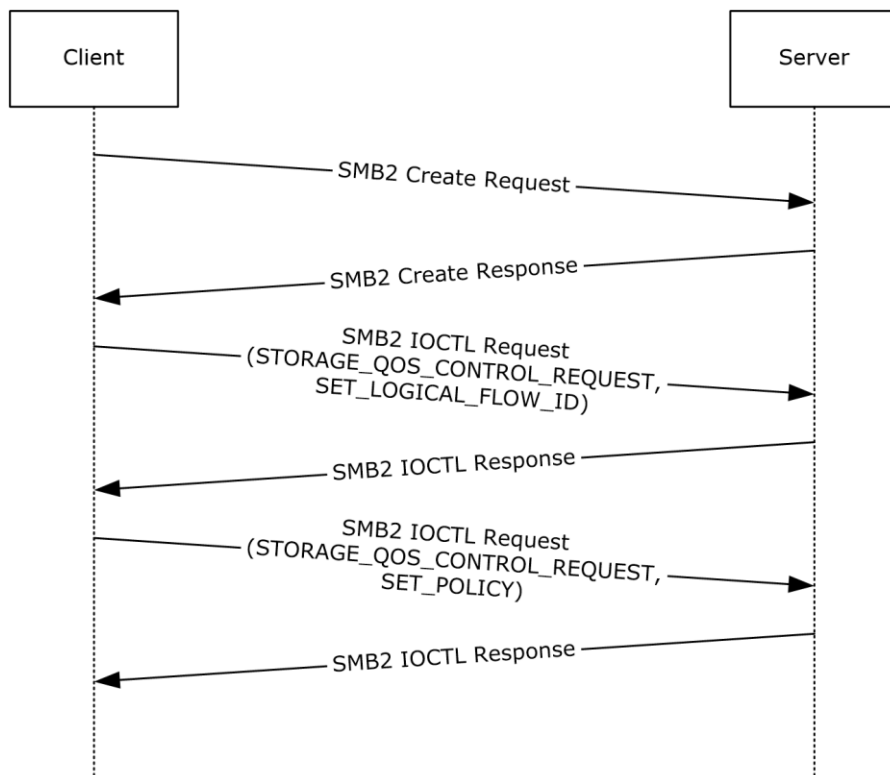 Client
Server
SMB2 Create Request
SMB2 Create Response
SMB2 IOCTL Request
(STORAGE_QOS_CONTROL_REQUEST,
SET_LOGICAL_FLOW_ID)
SMB2 IOCTL Response
SMB2 IOCTL Request
(STORAGE_QOS_CONTROL_REQUEST,
SET_POLICY)
SMB2 IOCTL Response